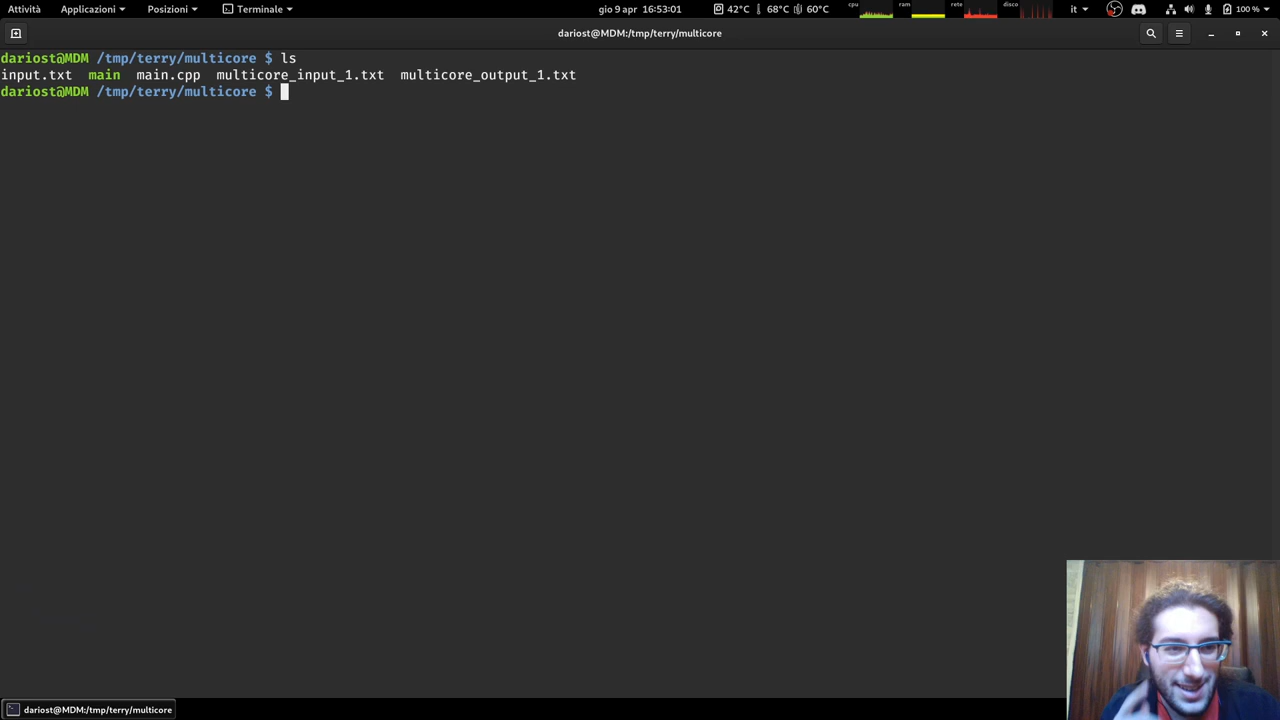 Attività Applicazioni Posizioni Terminale gio 9 apr 16:53:01 42°C 68°C 60°C cpu ram rete disco it 100 %
dariost@MDM:/tmp/terry/multicore
dariost@MDM /tmp/terry/multicore $ ls
input.txt main main.cpp multicore_input_1.txt multicore_output_1.txt
dariost@MDM /tmp/terry/multicore $
dariost@MDM:/tmp/terry/multicore